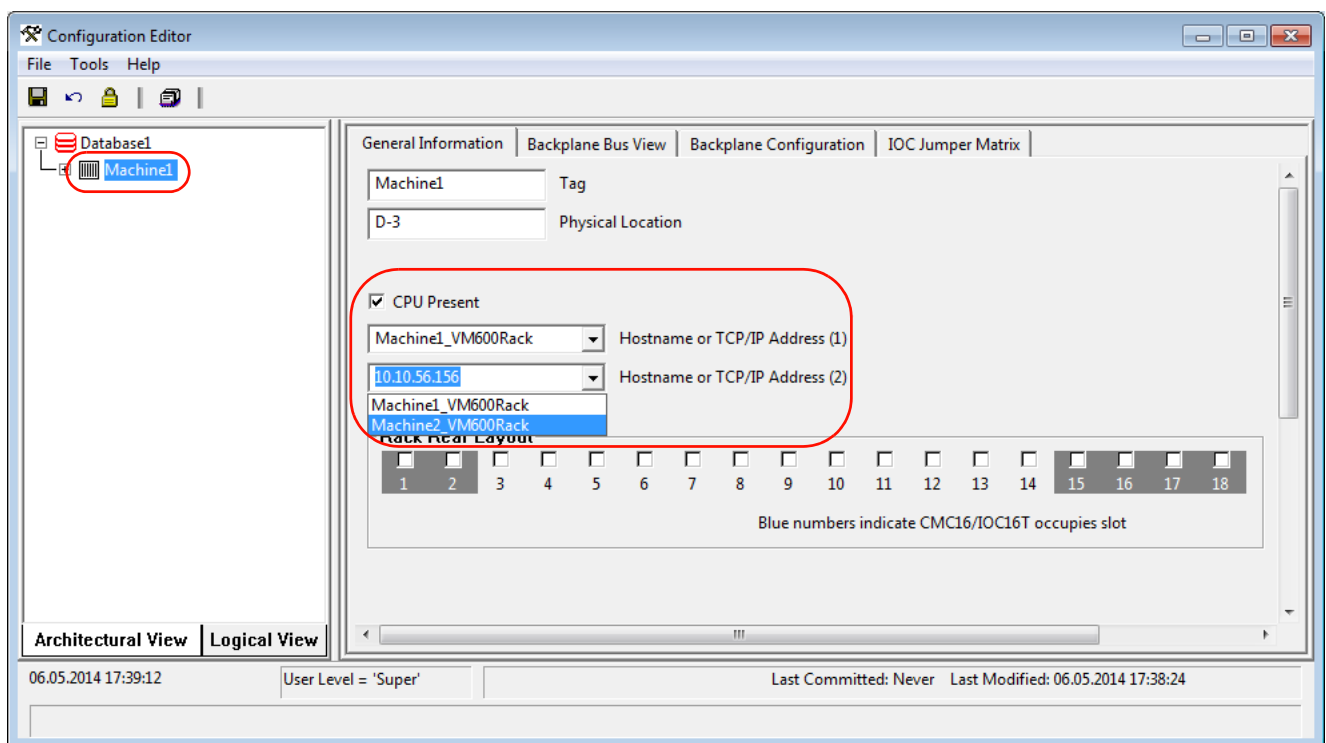 Configuration Editor
File Tools Help
Database1
Machine1
General Information Backplane Bus View Backplane Configuration IOC Jumper Matrix
Machine1 Tag
D-3 Physical Location
CPU Present
Machine1_VM600Rack Hostname or TCP/IP Address (1)
10.10.56.156 Hostname or TCP/IP Address (2)
Machine1_VM600Rack
Machine2_VM600Rack
Rack Rear Layout
1 2 3 4 5 6 7 8 9 10 11 12 13 14 15 16 17 18
Blue numbers indicate CMC16/IOC16T occupies slot
Architectural View Logical View
06.05.2014 17:39:12 User Level = 'Super' Last Committed: Never Last Modified: 06.05.2014 17:38:24